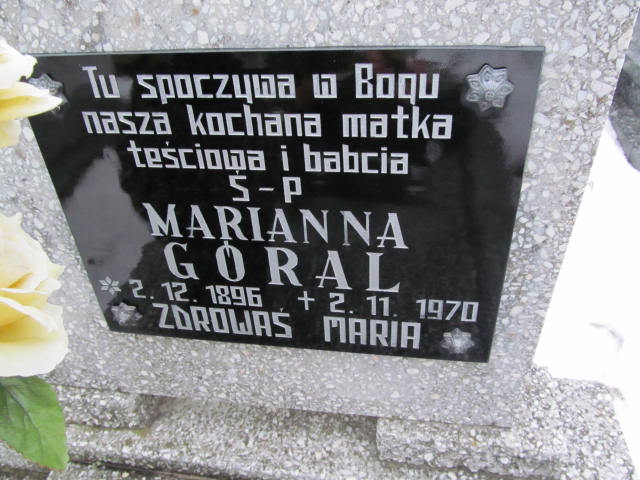 Tu spoczywa w Bogu
nasza kochana matka
teściowa i babcia
Ś-P
MARIANNA
GÓRAL
* 2.12.1896 + 2.11.1970
ZDROWAŚ MARIA